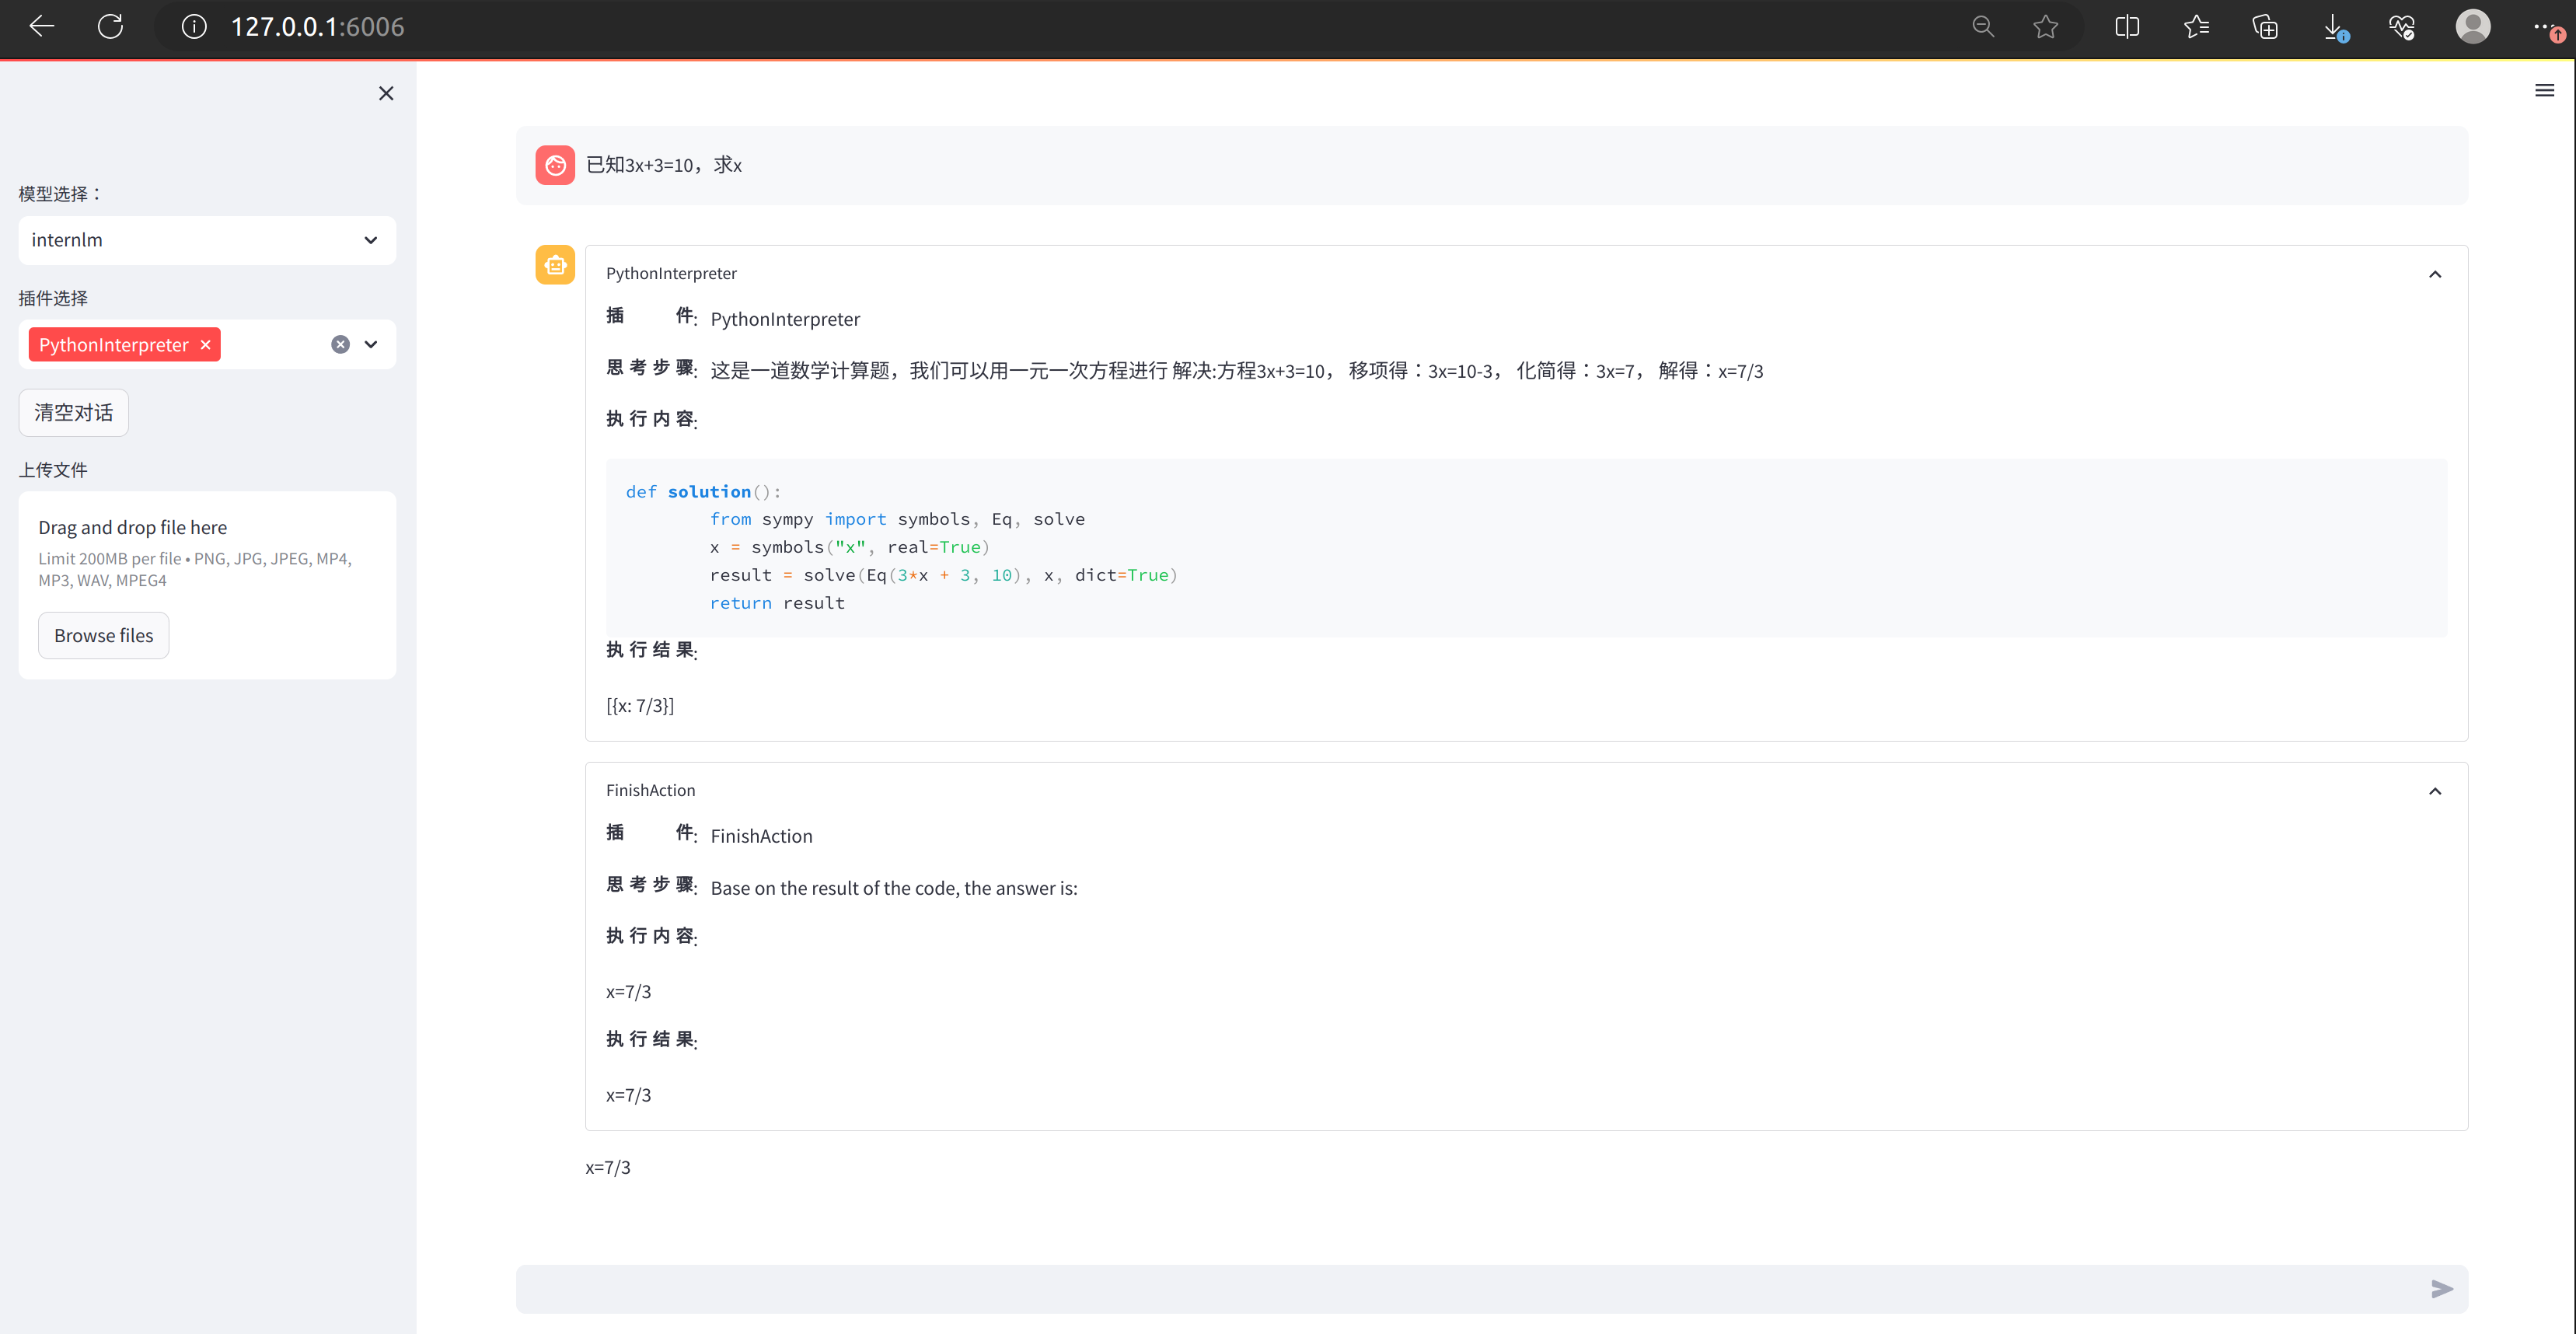 127.0.0.1:6006
模型选择：
internlm
插件选择
PythonInterpreter
清空对话
上传文件
Drag and drop file here
Limit 200MB per file • PNG, JPG, JPEG, MP4,
MP3, WAV, MPEG4
Browse files
已知3x+3=10，求x
PythonInterpreter
插 件: PythonInterpreter
思考步骤: 这是一道数学计算题，我们可以用一元一次方程进行 解决:方程3x+3=10， 移项得：3x=10-3， 化简得：3x=7， 解得：x=7/3
执行内容:
def solution():
from sympy import symbols, Eq, solve
x = symbols("x", real=True)
result = solve(Eq(3*x + 3, 10), x, dict=True)
return result
执行结果:
[{x: 7/3}]
FinishAction
插 件: FinishAction
思考步骤: Base on the result of the code, the answer is:
执行内容:
x=7/3
执行结果:
x=7/3
x=7/3